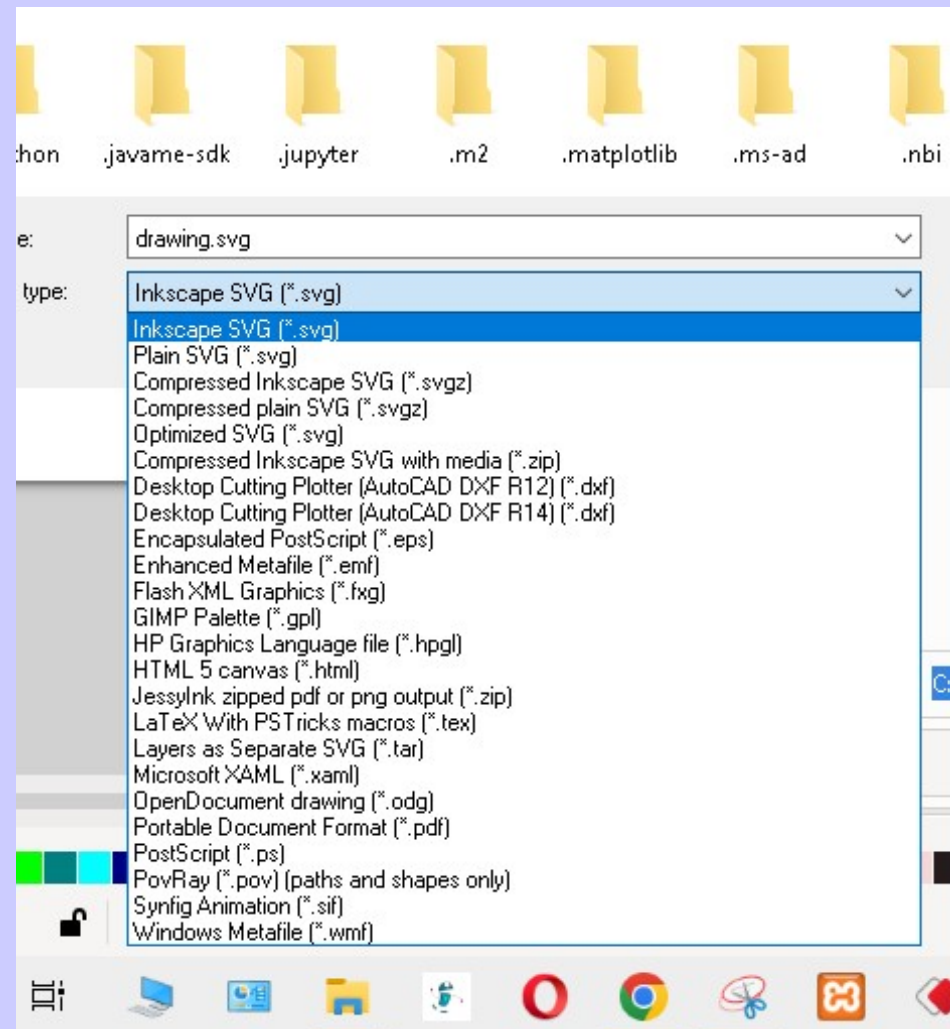 thon .javame-sdk .jupyter .m2 .matplotlib .ms-ad .nbi
e: drawing.svg
type: Inkscape SVG (*.svg)
Inkscape SVG (*.svg)
Plain SVG (*.svg)
Compressed Inkscape SVG (*.svgz)
Compressed plain SVG (*.svgz)
Optimized SVG (*.svg)
Compressed Inkscape SVG with media (*.zip)
Desktop Cutting Plotter (AutoCAD DXF R12) (*.dxf)
Desktop Cutting Plotter (AutoCAD DXF R14) (*.dxf)
Encapsulated PostScript (*.eps)
Enhanced Metafile (*.emf)
Flash XML Graphics (*.fxg)
GIMP Palette (*.gpl)
HP Graphics Language file (*.hpgl)
HTML 5 canvas (*.html)
JessyInk zipped pdf or png output (*.zip)
LaTeX With PSTricks macros (*.tex)
Layers as Separate SVG (*.tar)
Microsoft XAML (*.xaml)
OpenDocument drawing (*.odg)
Portable Document Format (*.pdf)
PostScript (*.ps)
PovRay (*.pov) (paths and shapes only)
Synfig Animation (*.sif)
Windows Metafile (*.wmf)